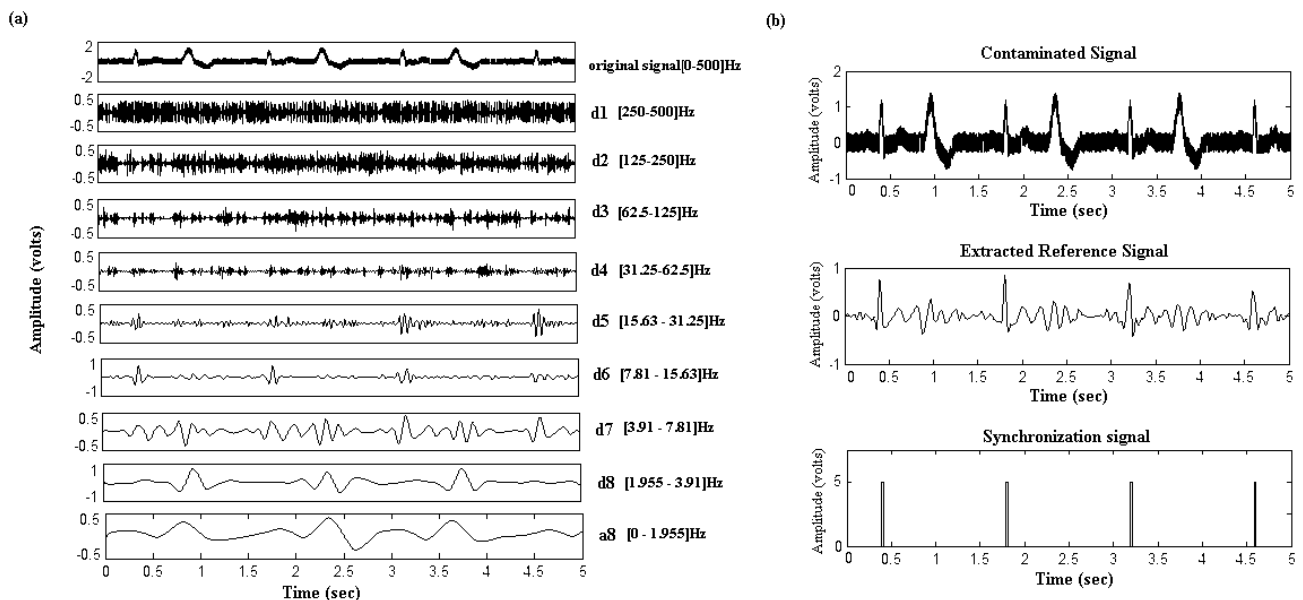 (a)
Amplitude (volts)
2
-2
original signal[0-500]Hz
0.5
-0.5
d1 [250-500]Hz
0.5
-0.5
d2 [125-250]Hz
0.5
-0.5
d3 [62.5-125]Hz
0.5
-0.5
d4 [31.25-62.5]Hz
0.5
-0.5
d5 [15.63 - 31.25]Hz
1
-1
d6 [7.81 - 15.63]Hz
0.5
-0.5
d7 [3.91 - 7.81]Hz
1
-1
d8 [1.955 - 3.91]Hz
0.5
-0.5
a8 [0 - 1.955]Hz
0 0.5 1 1.5 2 2.5 3 3.5 4 4.5 5
Time (sec)
(b)
Contaminated Signal
Amplitude (volts)
2
1
0
-1
0 0.5 1 1.5 2 2.5 3 3.5 4 4.5 5
Time (sec)
Extracted Reference Signal
Amplitude (volts)
1
0
-1
0 0.5 1 1.5 2 2.5 3 3.5 4 4.5 5
Time (sec)
Synchronization signal
Amplitude (volts)
5
0
0 0.5 1 1.5 2 2.5 3 3.5 4 4.5 5
Time (sec)